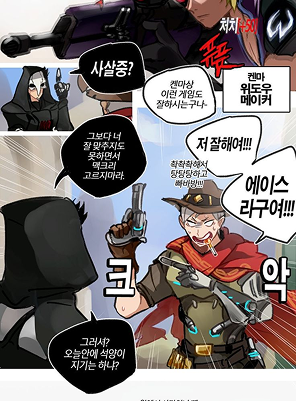 처치 +50
푸푹
켄마
위도우
메이커
사살중?
켄마상
이런 게임도
잘하시는구나~
그보다 너
잘 맞추지도
못하면서
맥크리
고르지마라.
저 잘해여!!!
착착착해서
탕탕탕하고
빠바방!!!
에이스
라구여!!!
크
악
그러셔?
오늘안에 석양이
지기는 하냐?